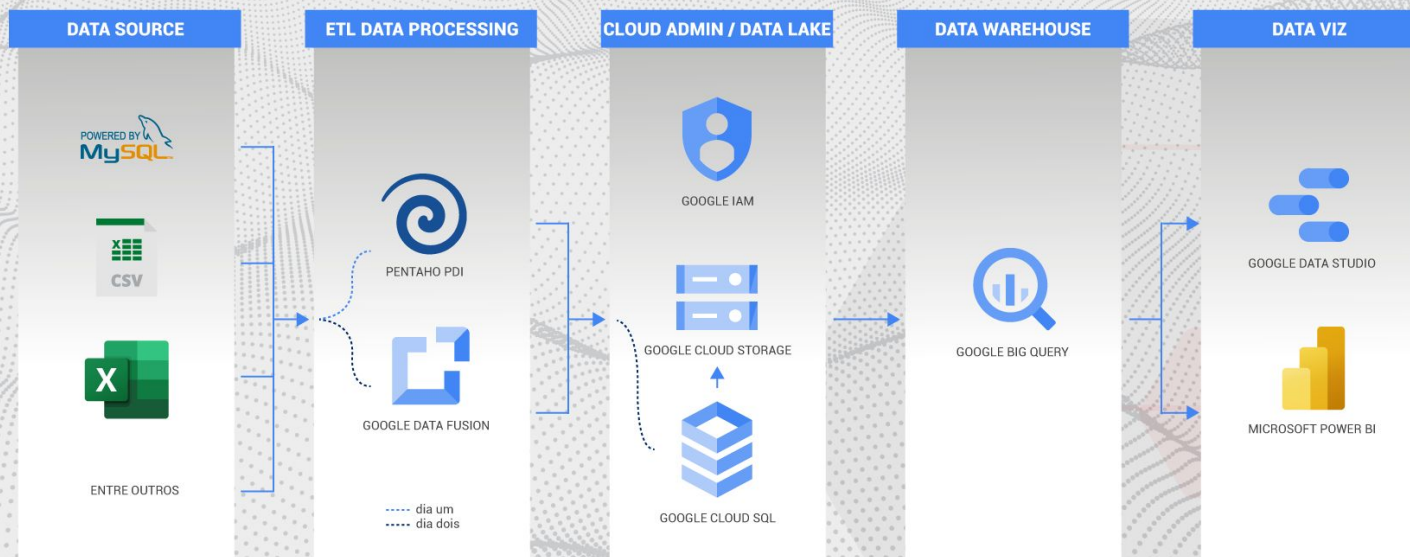 DATA SOURCE
POWERED BY
MySQL
CSV
X
ENTRE OUTROS
ETL DATA PROCESSING
PENTAHO PDI
GOOGLE DATA FUSION
dia um
dia dois
CLOUD ADMIN / DATA LAKE
GOOGLE IAM
GOOGLE CLOUD STORAGE
GOOGLE CLOUD SQL
DATA WAREHOUSE
GOOGLE BIG QUERY
DATA VIZ
GOOGLE DATA STUDIO
MICROSOFT POWER BI